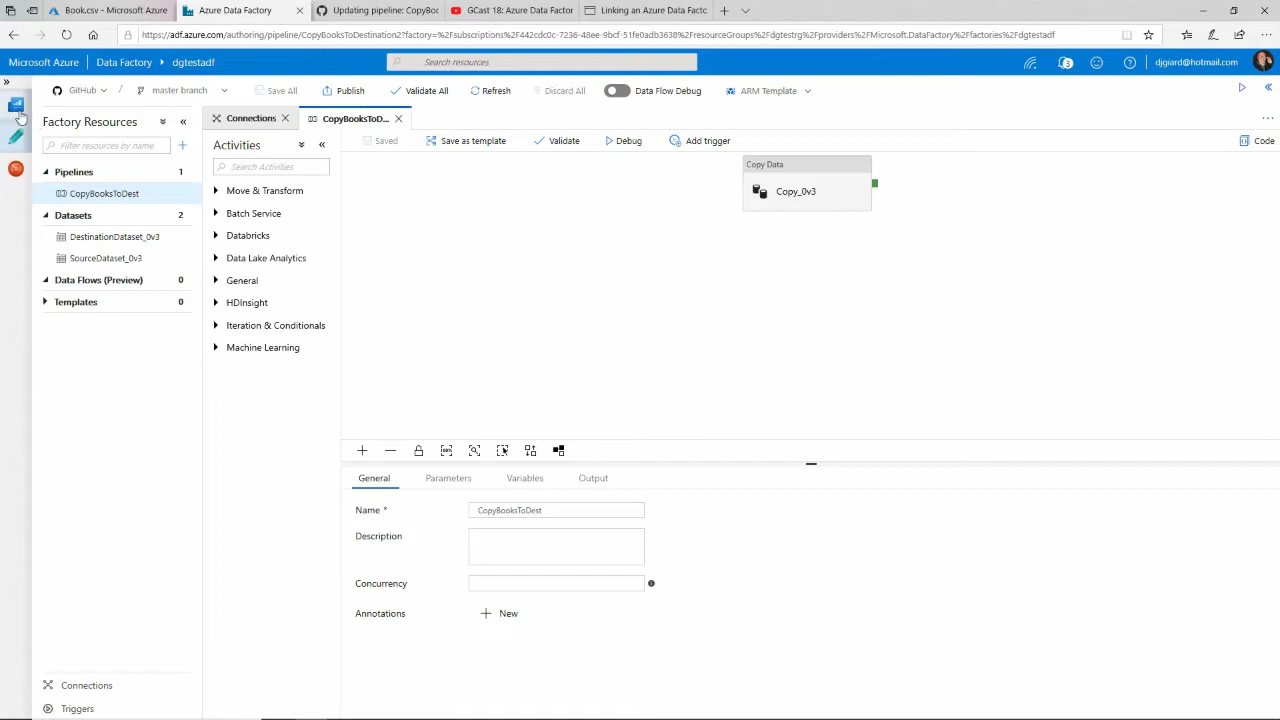 Book.csv - Microsoft Azure
Azure Data Factory
Updating pipeline: CopyBoc
GCast 18: Azure Data Factor
Linking an Azure Data Factc
https://adf.azure.com/authoring/pipeline/CopyBooksToDestination2?factory=%2Fsubscriptions%2F442cdc0c-7236-48ee-9bcf-51fe0adb3638%2FresourceGroups%2Fdgtestrg%2Fproviders%2FMicrosoft.DataFactory%2Ffactories%2Fdgtestadf
Microsoft Azure
Data Factory
dgtestadf
Search resources
3
djgiard@hotmail.com
GitHub
/
master branch
Save All
Publish
Validate All
Refresh
Discard All
Data Flow Debug
ARM Template
Factory Resources
Filter resources by name
Pipelines 1
CopyBooksToDest
Datasets 2
DestinationDataset_0v3
SourceDataset_0v3
Data Flows (Preview) 0
Templates 0
Connections
Triggers
Connections
CopyBooksToD...
Activities
Search Activities
Move & Transform
Batch Service
Databricks
Data Lake Analytics
General
HDInsight
Iteration & Conditionals
Machine Learning
Saved
Save as template
Validate
Debug
Add trigger
Code
Copy Data
Copy_0v3
General
Parameters
Variables
Output
Name *
CopyBooksToDest
Description
Concurrency
Annotations
New